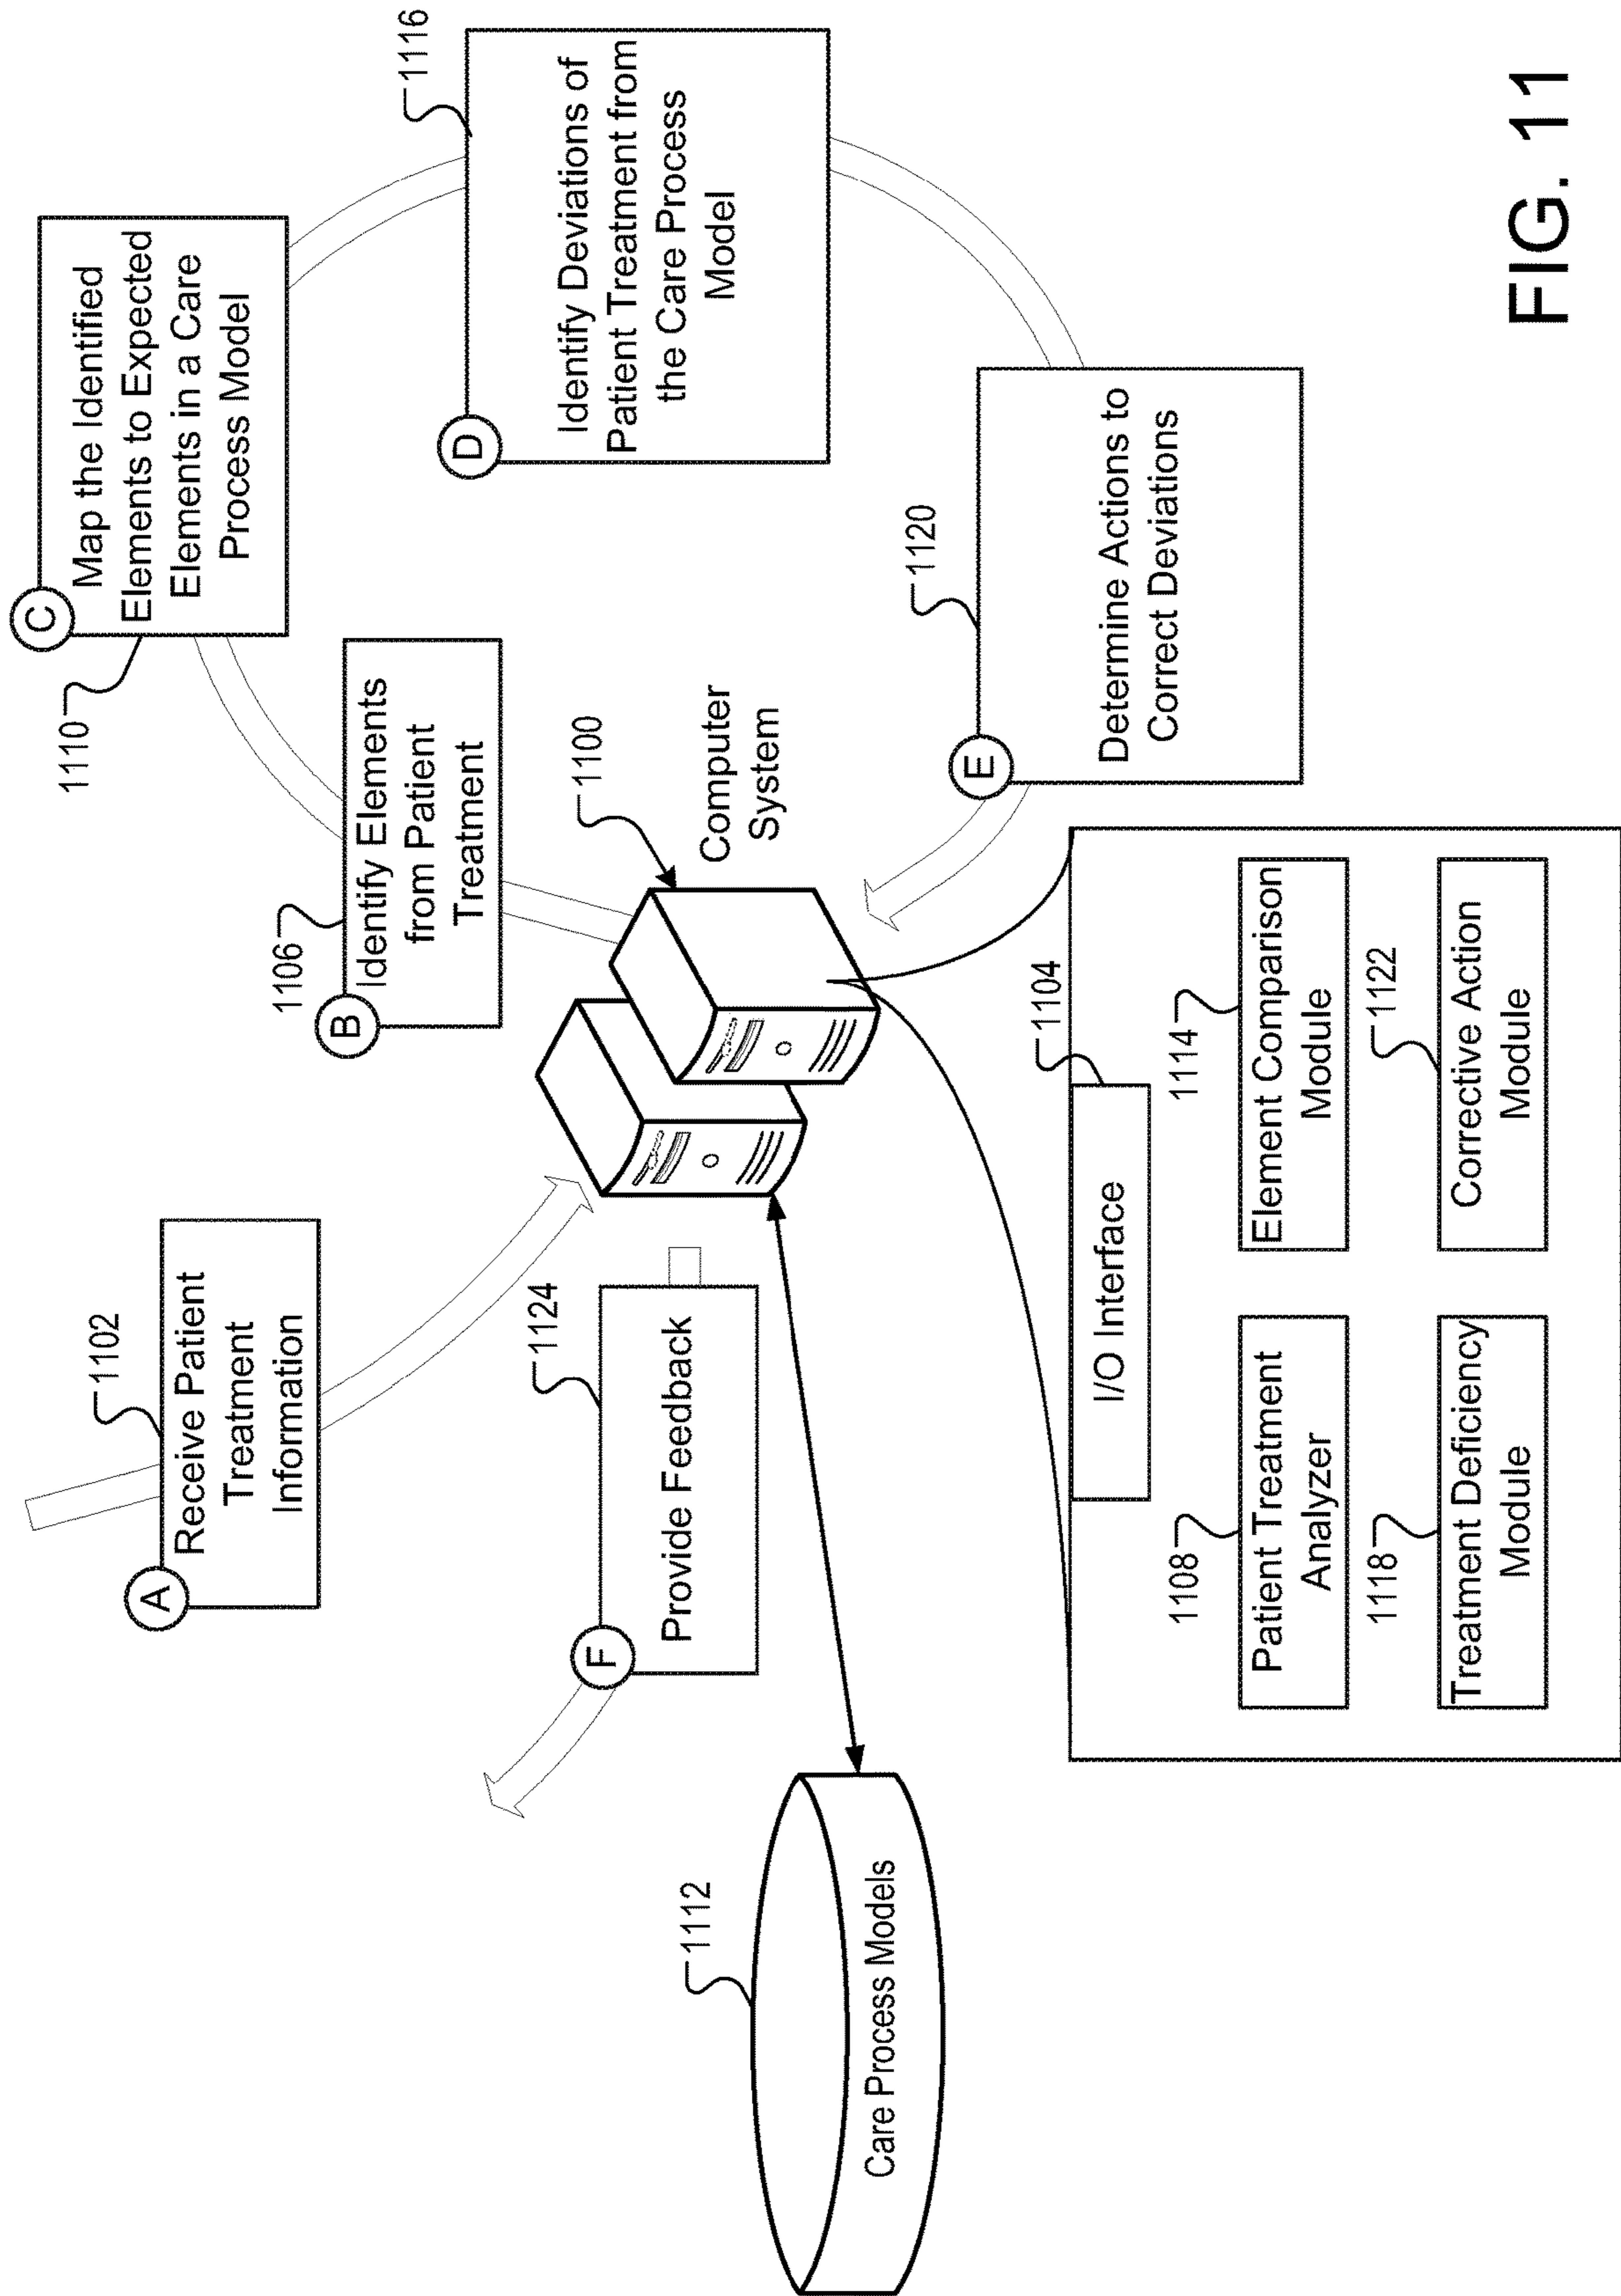 A
1102
Receive Patient
Treatment
Information
B
1106
Identify Elements
from Patient
Treatment
C
1110
Map the Identified
Elements to Expected
Elements in a Care
Process Model
D
1116
Identify Deviations of
Patient Treatment from
the Care Process
Model
E
1120
Determine Actions to
Correct Deviations
F
1124
Provide Feedback
1100
Computer
System
1112
Care Process Models
1104
I/O Interface
1108
Patient Treatment
Analyzer
1114
Element Comparison
Module
1118
Treatment Deficiency
Module
1122
Corrective Action
Module
FIG. 11